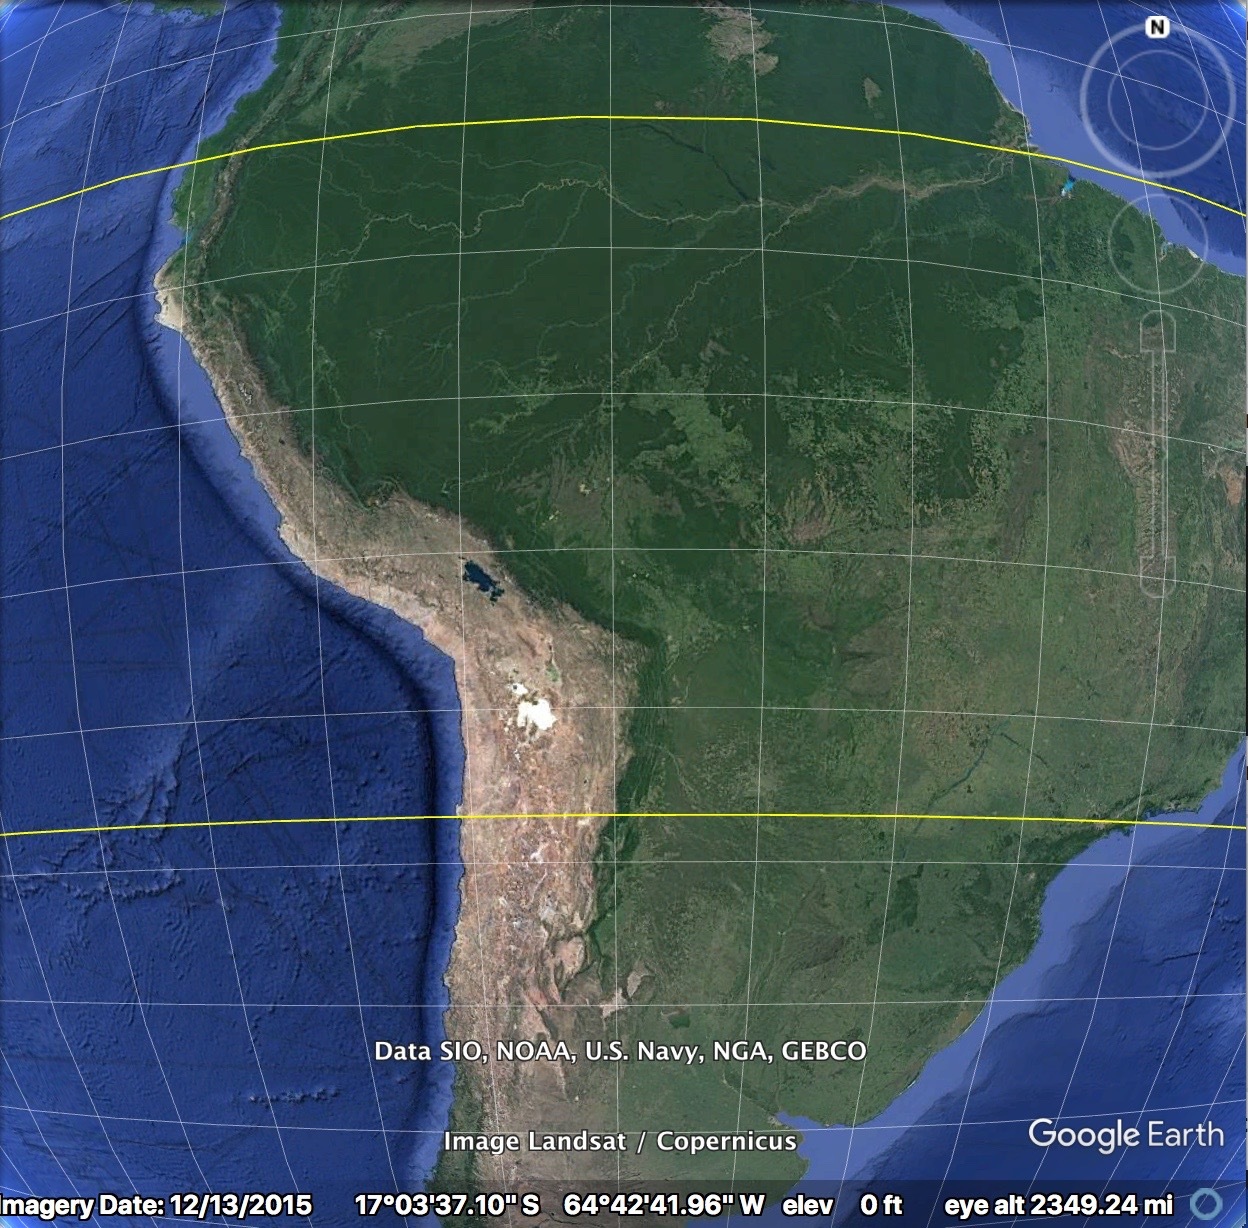 N
Data SIO, NOAA, U.S. Navy, NGA, GEBCO
Image Landsat / Copernicus
Google Earth
Imagery Date: 12/13/2015 17°03'37.10" S 64°42'41.96" W elev 0 ft eye alt 2349.24 mi